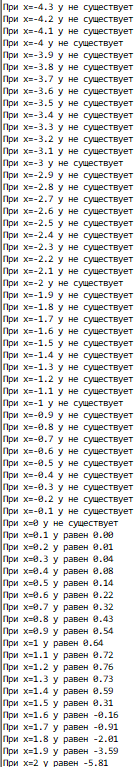 При x=-4.3 y не существует
При x=-4.2 y не существует
При x=-4.1 y не существует
При x=-4 y не существует
При x=-3.9 y не существует
При x=-3.8 y не существует
При x=-3.7 y не существует
При x=-3.6 y не существует
При x=-3.5 y не существует
При x=-3.4 y не существует
При x=-3.3 y не существует
При x=-3.2 y не существует
При x=-3.1 y не существует
При x=-3 y не существует
При x=-2.9 y не существует
При x=-2.8 y не существует
При x=-2.7 y не существует
При x=-2.6 y не существует
При x=-2.5 y не существует
При x=-2.4 y не существует
При x=-2.3 y не существует
При x=-2.2 y не существует
При x=-2.1 y не существует
При x=-2 y не существует
При x=-1.9 y не существует
При x=-1.8 y не существует
При x=-1.7 y не существует
При x=-1.6 y не существует
При x=-1.5 y не существует
При x=-1.4 y не существует
При x=-1.3 y не существует
При x=-1.2 y не существует
При x=-1.1 y не существует
При x=-1 y не существует
При x=-0.9 y не существует
При x=-0.8 y не существует
При x=-0.7 y не существует
При x=-0.6 y не существует
При x=-0.5 y не существует
При x=-0.4 y не существует
При x=-0.3 y не существует
При x=-0.2 y не существует
При x=-0.1 y не существует
При x=0 y не существует
При x=0.1 y равен 0.00
При x=0.2 y равен 0.01
При x=0.3 y равен 0.04
При x=0.4 y равен 0.08
При x=0.5 y равен 0.14
При x=0.6 y равен 0.22
При x=0.7 y равен 0.32
При x=0.8 y равен 0.43
При x=0.9 y равен 0.54
При x=1 y равен 0.64
При x=1.1 y равен 0.72
При x=1.2 y равен 0.76
При x=1.3 y равен 0.73
При x=1.4 y равен 0.59
При x=1.5 y равен 0.31
При x=1.6 y равен -0.16
При x=1.7 y равен -0.91
При x=1.8 y равен -2.01
При x=1.9 y равен -3.59
При x=2 y равен -5.81